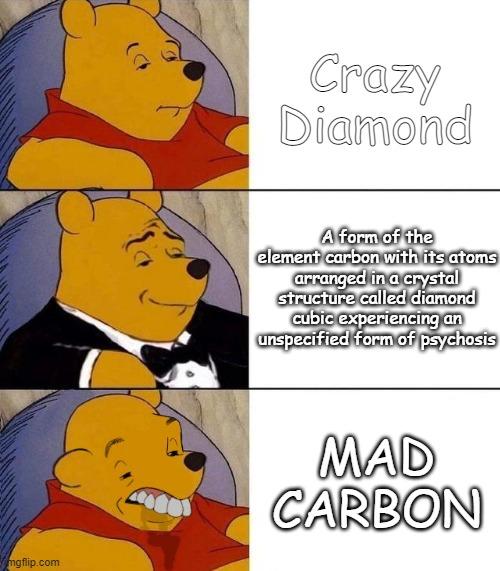 Crazy
Diamond
A form of the
element carbon with its atoms
arranged in a crystal
structure called diamond
cubic experiencing an
unspecified form of psychosis
MAD
CARBON
imgflip.com